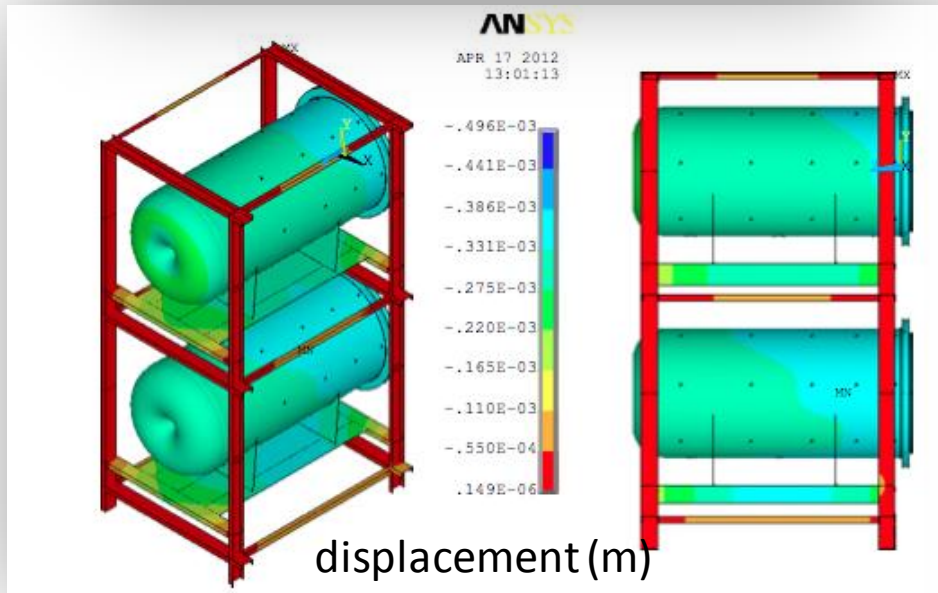 ANSYS
APR 17 2012
13:01:13
MX
Y
X
MN
-.496E-03
-.441E-03
-.386E-03
-.331E-03
-.275E-03
-.220E-03
-.165E-03
-.110E-03
-.550E-04
.149E-06
MX
Y
X
MN
displacement (m)